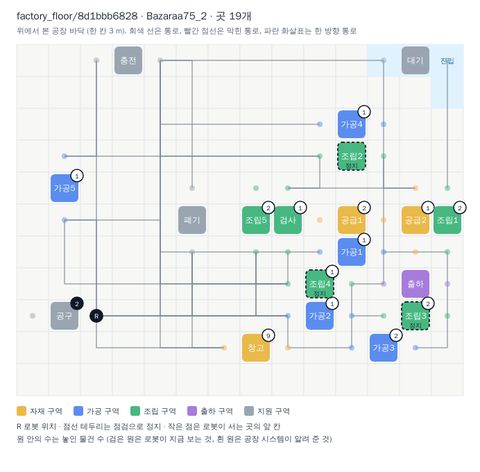 factory_floor/8d1bbb6828 · Bazaraa75_2 · 곳 19개
위에서 본 공장 바닥 (한 칸 3 m). 회색 선은 통로, 빨간 점선은 막힌 통로, 파란 화살표는 한 방향 통로
충전
대기
진입
가공4
1
조립2
정지
가공5
1
폐기
조립5
2
검사
1
공급1
2
공급2
1
조립1
2
가공1
1
조립4
정지
1
출하
공구
2
R
가공2
1
조립3
정지
2
창고
9
가공3
2
자재 구역
가공 구역
조립 구역
출하 구역
지원 구역
R 로봇 위치 · 점선 테두리는 점검으로 정지 · 작은 점은 로봇이 서는 곳의 앞 칸
원 안의 수는 놓인 물건 수 (검은 원은 로봇이 지금 보는 것, 흰 원은 공장 시스템이 알려 준 것)